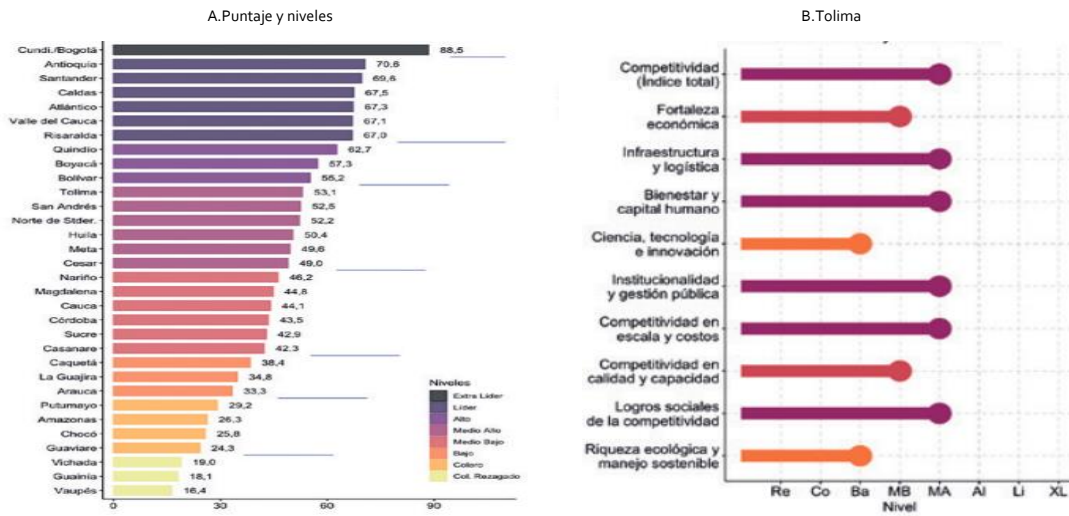 A.Puntaje y niveles
Cundi./Bogotá 88,5
Antioquia 70,6
Santander 69,6
Caldas 67,5
Atlántico 67,3
Valle del Cauca 67,1
Risaralda 67,0
Quindío 62,7
Boyacá 57,3
Bolívar 55,2
Tolima 53,1
San Andrés 52,5
Norte de Stder. 52,2
Huila 50,4
Meta 49,6
Cesar 49,0
Nariño 46,2
Magdalena 44,8
Cauca 44,1
Córdoba 43,5
Sucre 42,9
Casanare 42,3
Caquetá 38,4
La Guajira 34,8
Arauca 33,3
Putumayo 29,2
Amazonas 26,3
Chocó 25,8
Guaviare 24,3
Vichada 19,0
Guainía 18,1
Vaupés 16,4
0 30 60 90
Niveles
Extra Líder
Líder
Alto
Medio Alto
Medio Bajo
Bajo
Colero
Col. Rezagado
B.Tolima
Competitividad
(Índice total)
Fortaleza
económica
Infraestructura
y logística
Bienestar y
capital humano
Ciencia, tecnología
e innovación
Institucionalidad
y gestión pública
Competitividad en
escala y costos
Competitividad en
calidad y capacidad
Logros sociales
de la competitividad
Riqueza ecológica y
manejo sostenible
Re Co Ba MB MA Al Li XL
Nivel